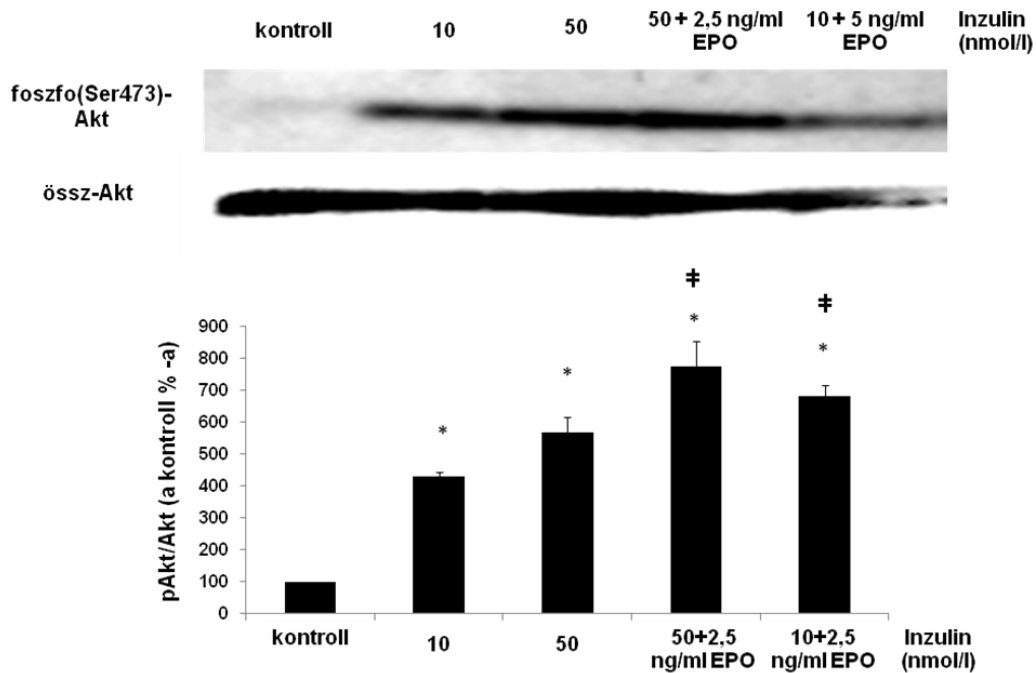 kontroll 10 50 50 + 2,5 ng/ml EPO 10 + 5 ng/ml EPO Inzulin (nmol/l)
foszfo(Ser473)-
Akt
össz-Akt
ǂ ǂ
* * * *
pAkt/Akt (a kontroll % -a)
900
800
700
600
500
400
300
200
100
0
kontroll 10 50 50+2,5 ng/ml EPO 10+2,5 ng/ml EPO Inzulin (nmol/l)